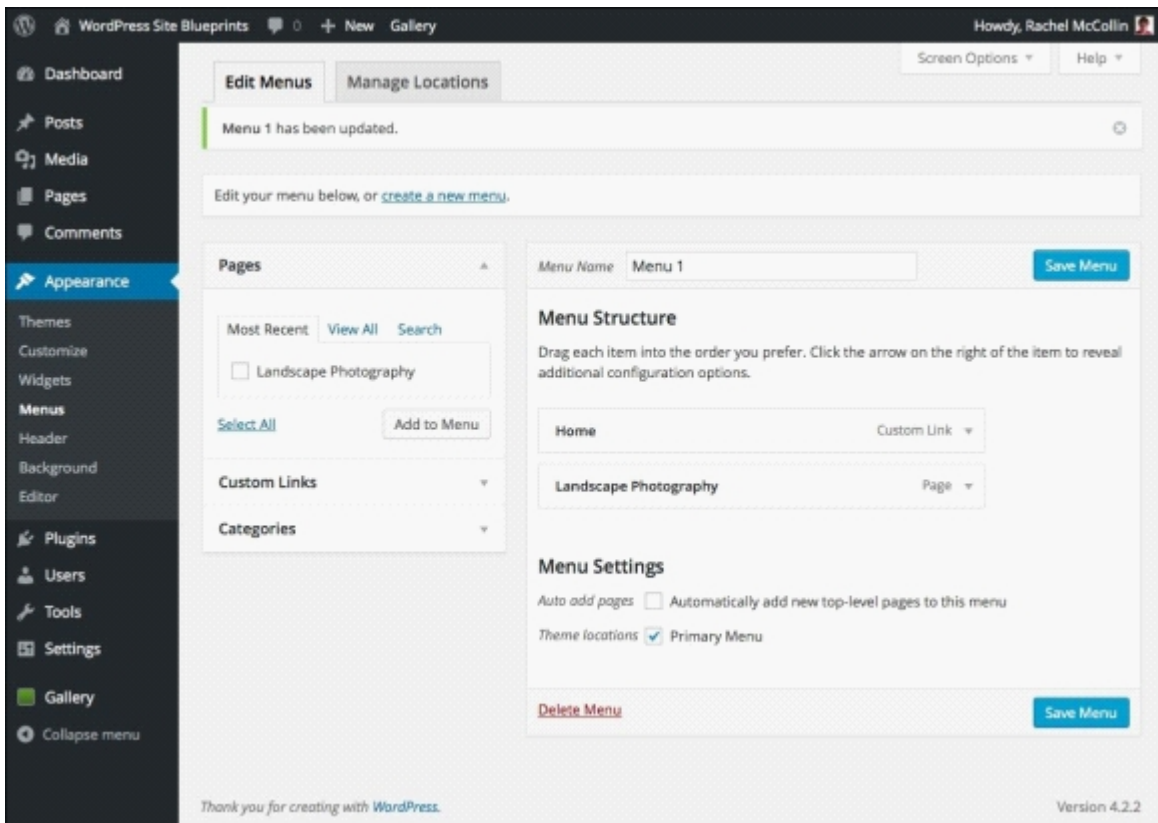 WordPress Site Blueprints 0 + New Gallery
Howdy, Rachel McCollin
Dashboard
Posts
Media
Pages
Comments
Appearance
Themes
Customize
Widgets
Menus
Header
Background
Editor
Plugins
Users
Tools
Settings
Gallery
Collapse menu
Screen Options
Help
Edit Menus
Manage Locations
Menu 1 has been updated.
Edit your menu below, or create a new menu.
Pages
Most Recent View All Search
Landscape Photography
Select All
Add to Menu
Custom Links
Categories
Menu Name Menu 1
Save Menu
Menu Structure
Drag each item into the order you prefer. Click the arrow on the right of the item to reveal
additional configuration options.
Home Custom Link
Landscape Photography Page
Menu Settings
Auto add pages Automatically add new top-level pages to this menu
Theme locations Primary Menu
Delete Menu
Save Menu
Thank you for creating with WordPress.
Version 4.2.2